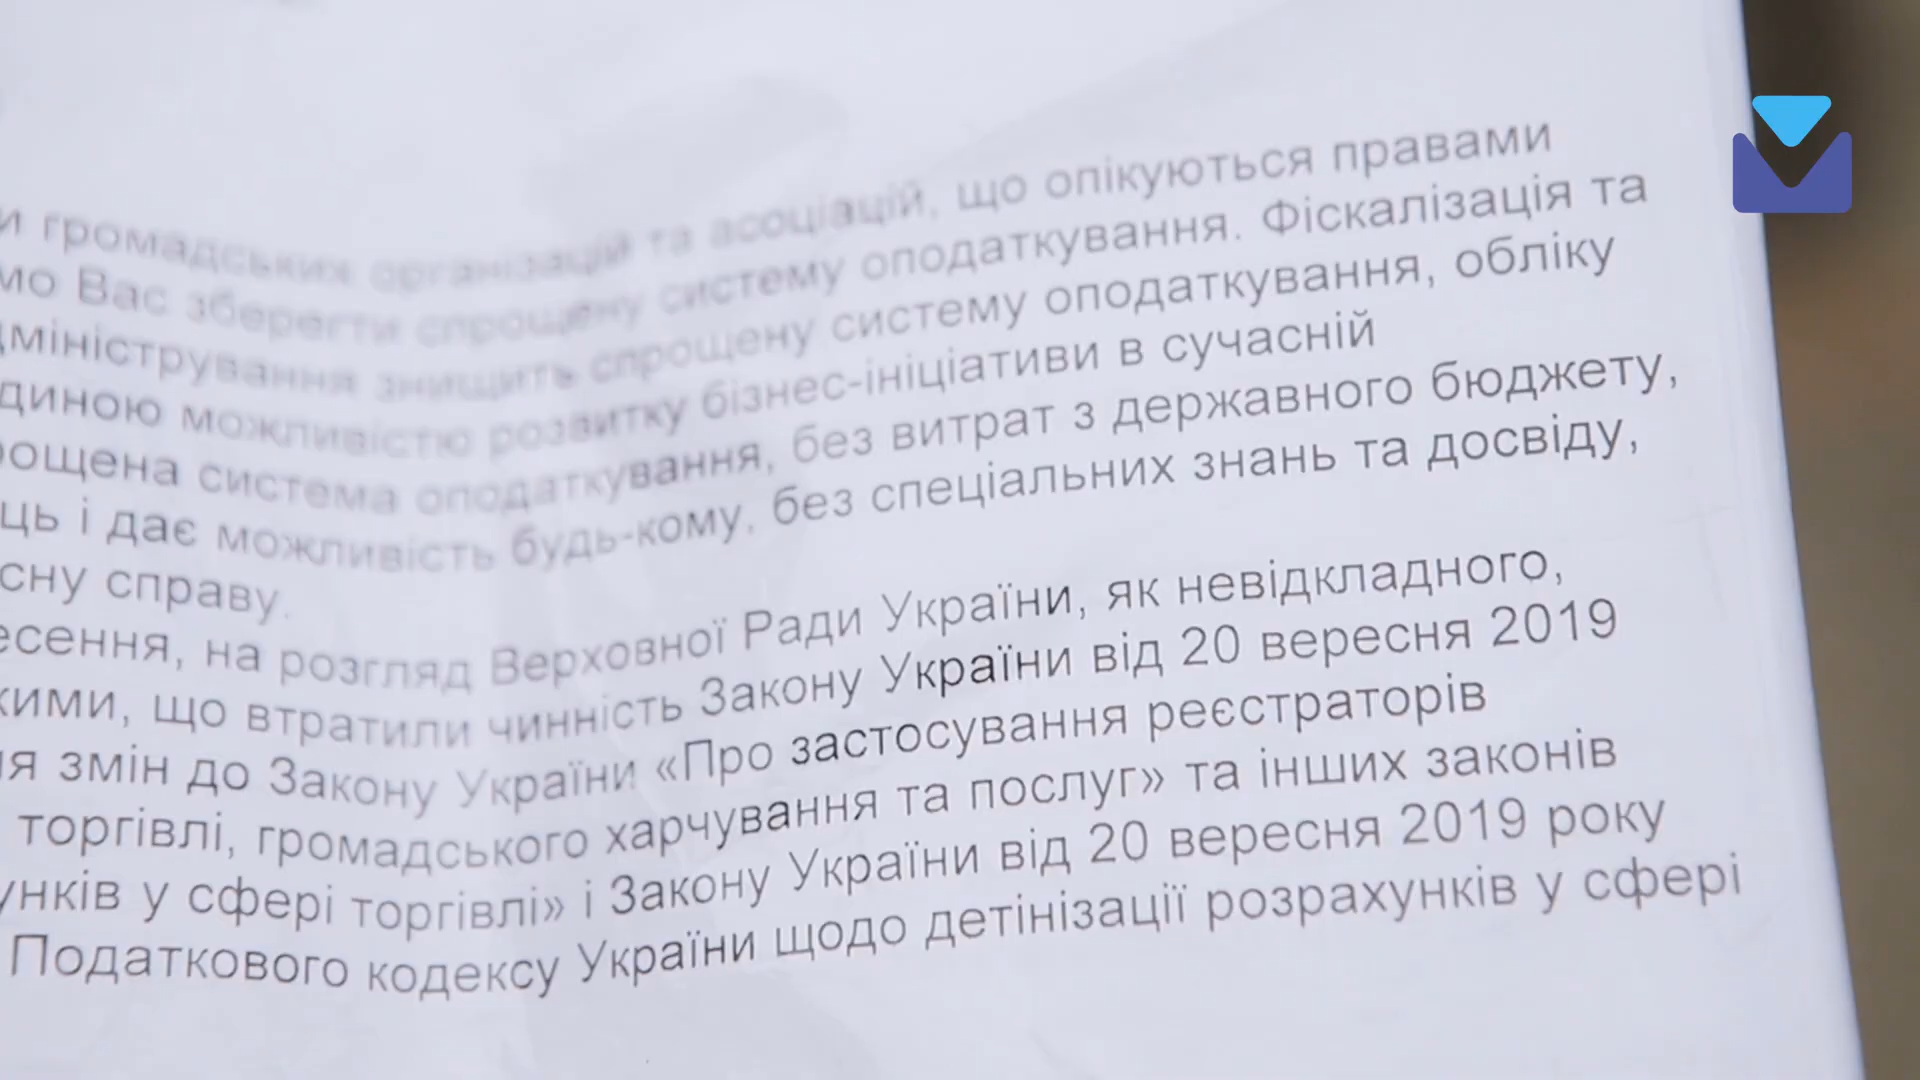 и громадських організацій та асоціацій, що опікуються правами
мо Вас зберегти спрощену систему оподаткування. Фіскалізація та
дміністрування знищить спрощену систему оподаткування, обліку
диною можливістю розвитку бізнес-ініціативи в сучасній
рощена система оподаткування, без витрат з державного бюджету,
ць і дає можливість будь-кому, без спеціальних знань та досвіду,
сну справу.
есення, на розгляд Верховної Ради України, як невідкладного,
кими, що втратили чинність Закону України від 20 вересня 2019
ня змін до Закону України «Про застосування реєстраторів
торгівлі, громадського харчування та послуг» та інших законів
унків у сфері торгівлі» і Закону України від 20 вересня 2019 року
Податкового кодексу України щодо детінізації розрахунків у сфері